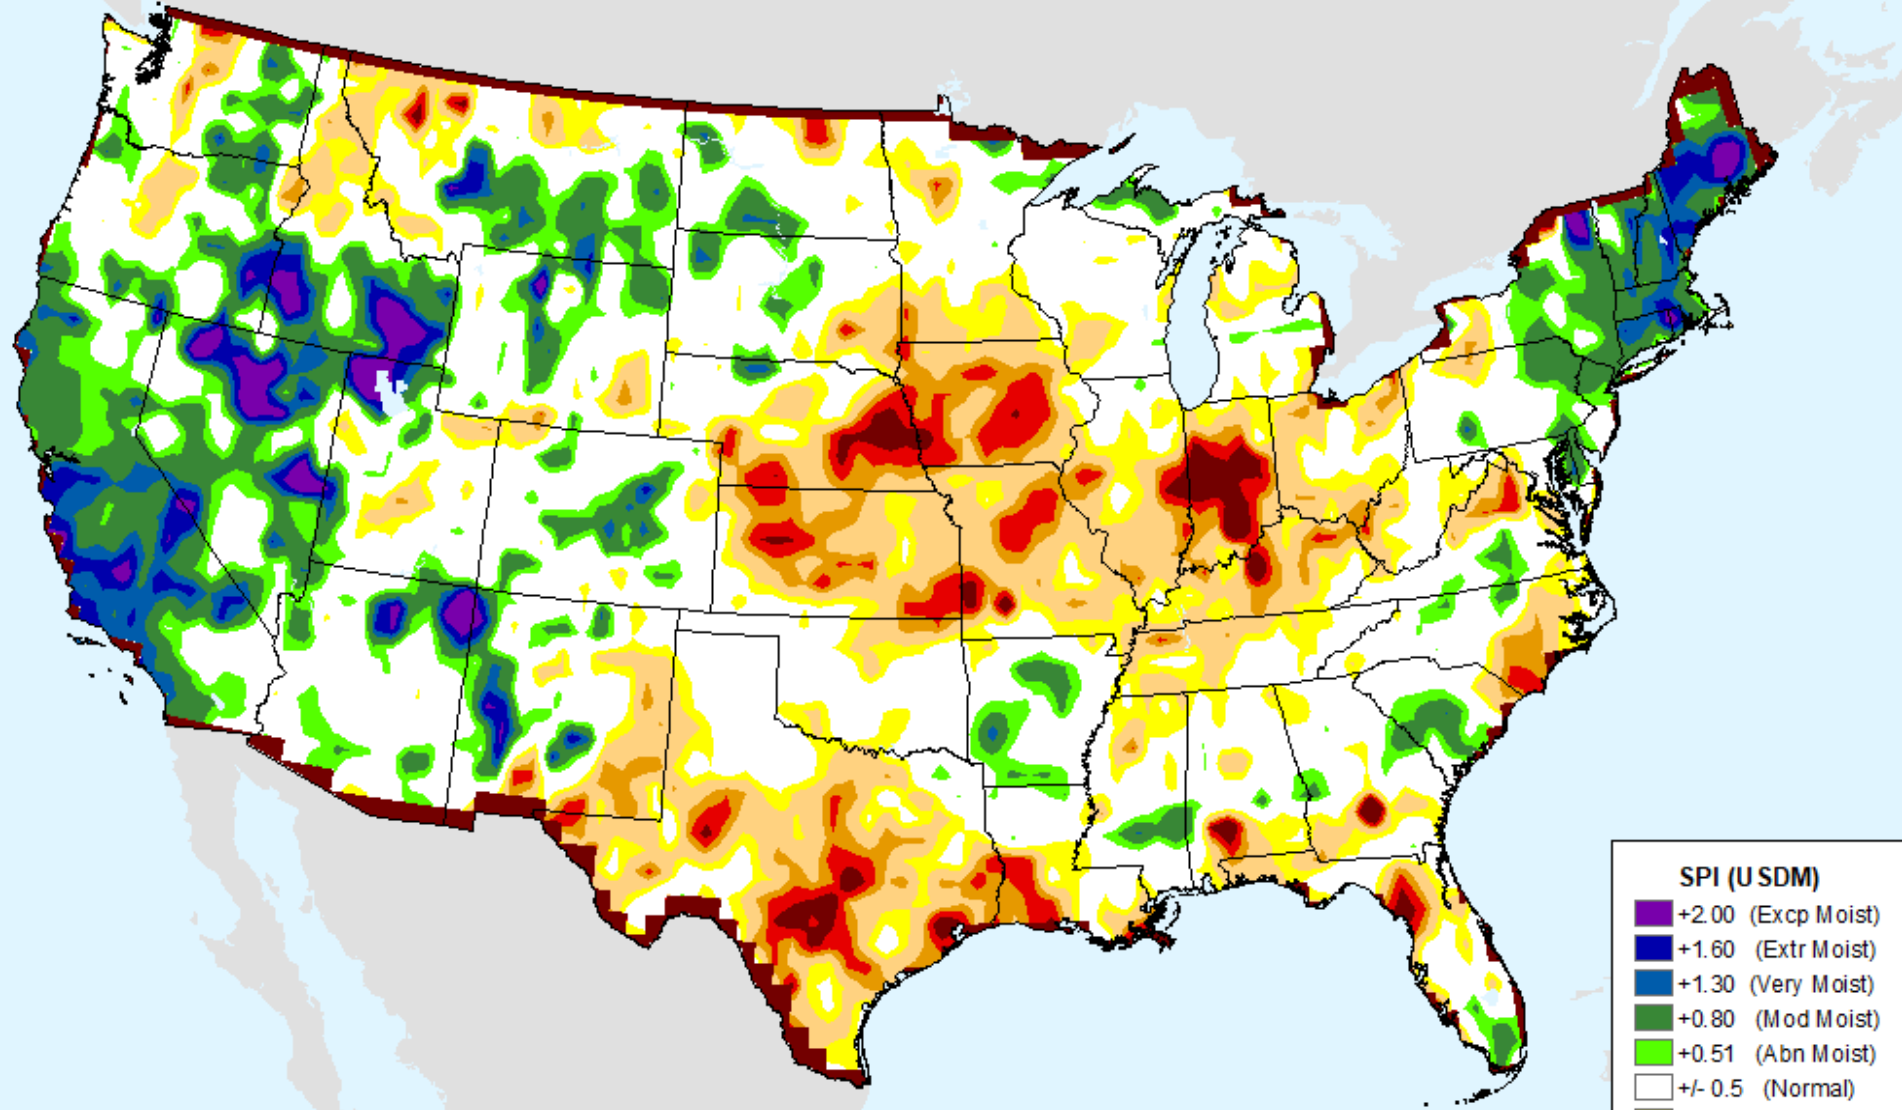 SPI (USDM)
+2.00 (Excp Moist)
+1.60 (Extr Moist)
+1.30 (Very Moist)
+0.80 (Mod Moist)
+0.51 (Abn Moist)
+/- 0.5 (Normal)